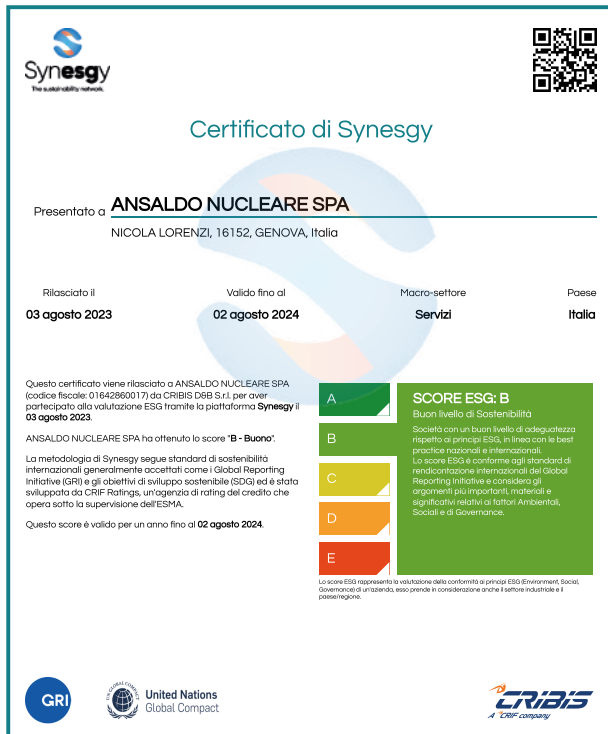 Synesgy
The sustainability network.
Certificato di Synesgy
Presentato a ANSALDO NUCLEARE SPA
NICOLA LORENZI, 16152, GENOVA, Italia
Rilasciato il
03 agosto 2023
Valido fino al
02 agosto 2024
Macro-settore
Servizi
Paese
Italia
Questo certificato viene rilasciato a ANSALDO NUCLEARE SPA
(codice fiscale: 01642860017) da CRIBIS D&B S.r.l. per aver
partecipato alla valutazione ESG tramite la piattaforma Synesgy il
03 agosto 2023.
ANSALDO NUCLEARE SPA ha ottenuto lo score "B - Buono".
La metodologia di Synesgy segue standard di sostenibilità
internazionali generalmente accettati come i Global Reporting
Initiative (GRI) e gli obiettivi di sviluppo sostenibile (SDG) ed è stata
sviluppata da CRIF Ratings, un'agenzia di rating del credito che
opera sotto la supervisione dell'ESMA.
Questo score è valido per un anno fino al 02 agosto 2024.
A
B
C
D
E
SCORE ESG: B
Buon livello di Sostenibilità
Società con un buon livello di adeguatezza
rispetto ai principi ESG, in linea con le best
practice nazionali e internazionali.
Lo score ESG è conforme agli standard di
rendicontazione internazionali del Global
Reporting Initiative e considera gli
argomenti più importanti, materiali e
significativi relativi ai fattori Ambientali,
Sociali e di Governance.
Lo score ESG rappresenta la valutazione della conformità ai principi ESG (Environment, Social,
Governance) di un'azienda, esso prende in considerazione anche il settore industriale e il
paese/regione.
GRI
UN GLOBAL COMPACT
United Nations
Global Compact
CRIBIS
A CRIF company